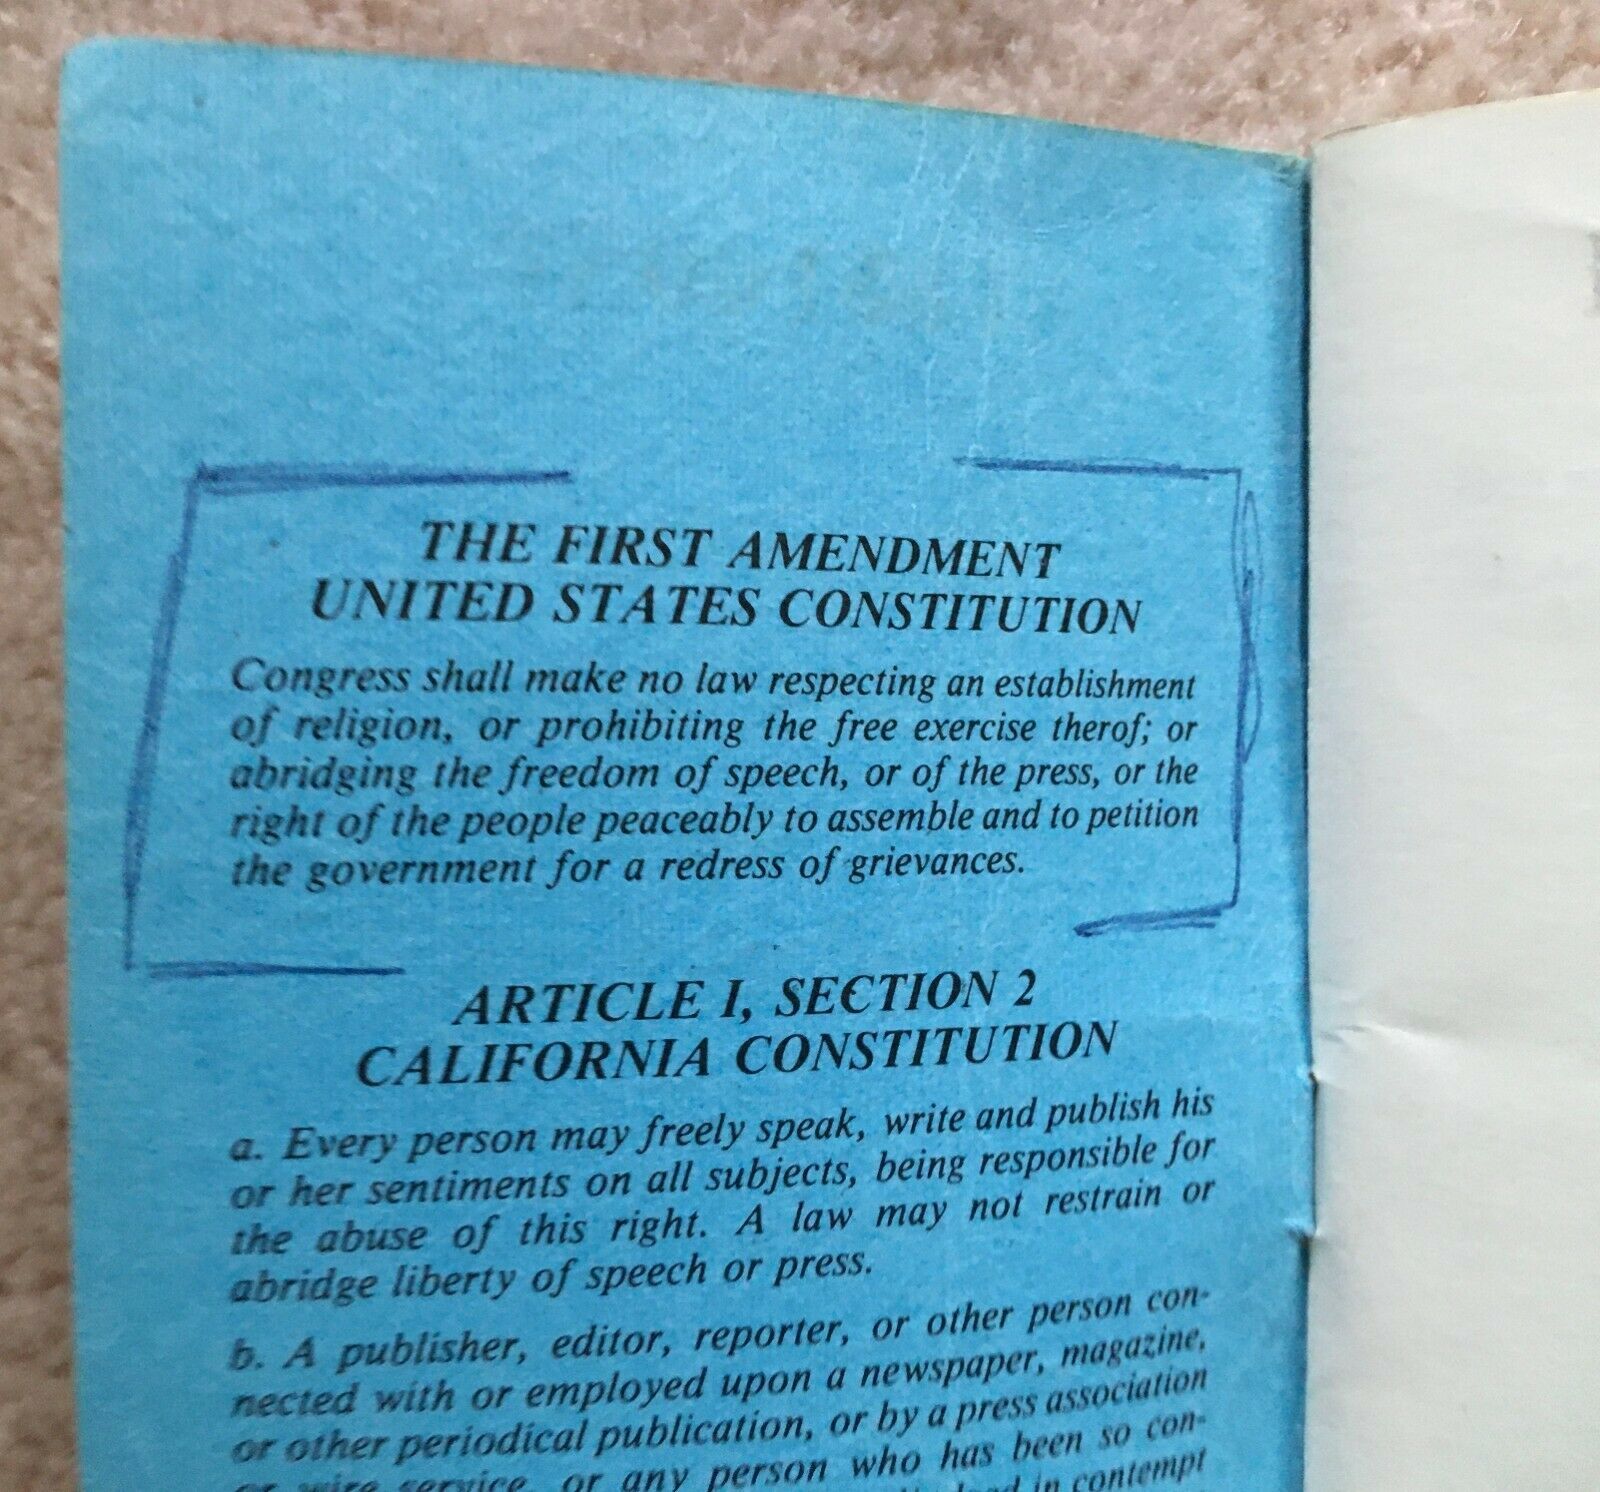 THE FIRST AMENDMENT
UNITED STATES CONSTITUTION
Congress shall make no law respecting an establishment
of religion, or prohibiting the free exercise therof; or
abridging the freedom of speech, or of the press, or the
right of the people peaceably to assemble and to petition
the government for a redress of grievances.
ARTICLE I, SECTION 2
CALIFORNIA CONSTITUTION
a. Every person may freely speak, write and publish his
or her sentiments on all subjects, being responsible for
the abuse of this right. A law may not restrain or
abridge liberty of speech or press.
b. A publisher, editor, reporter, or other person con-
nected with or employed upon a newspaper, magazine,
or other periodical publication, or by a press association
or wire service, or any person who has been so con-
in contempt